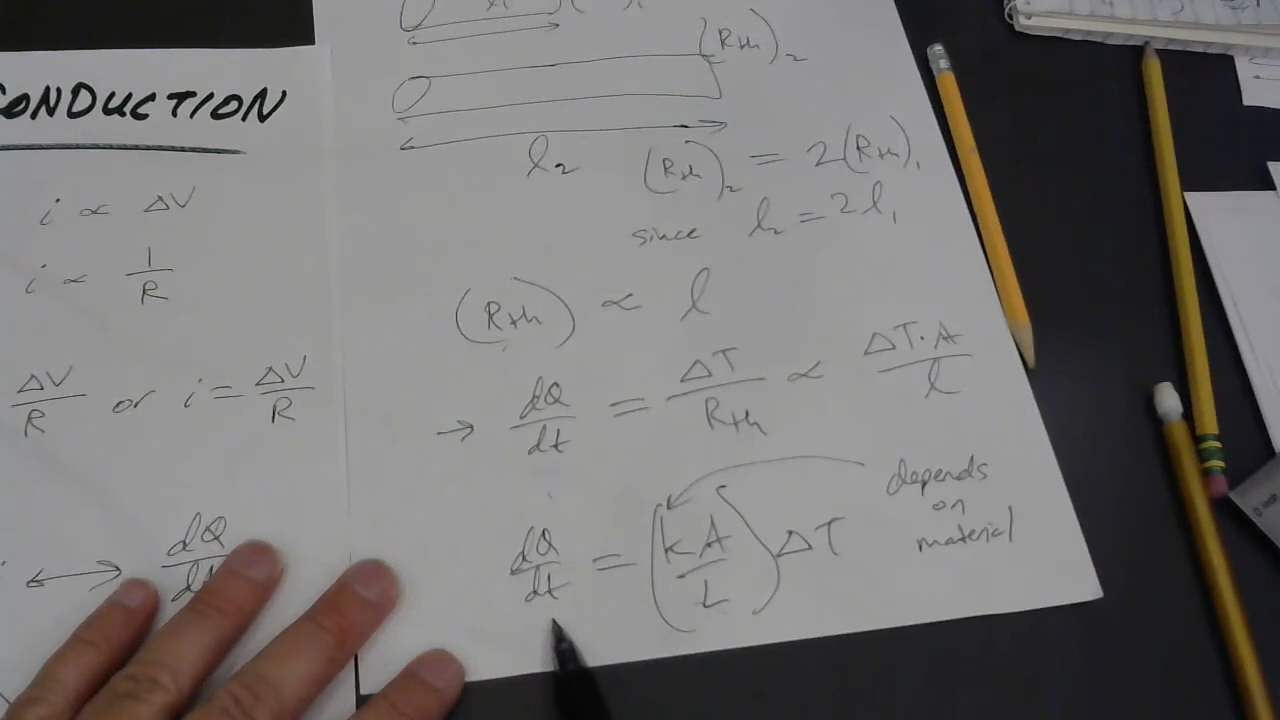 CONDUCTION
i ∝ ΔV
i ∝ 1/R
ΔV/R or i = ΔV/R
↔ dQ/dt
(Rth)2
l2
(Rth)2 = 2(Rth)1
since l2 = 2l1
(Rth) ∝ l
→ dQ/dt = ΔT/Rth ∝ ΔT·A/l
dQ/dt = (kA/L)ΔT
depends
on
material